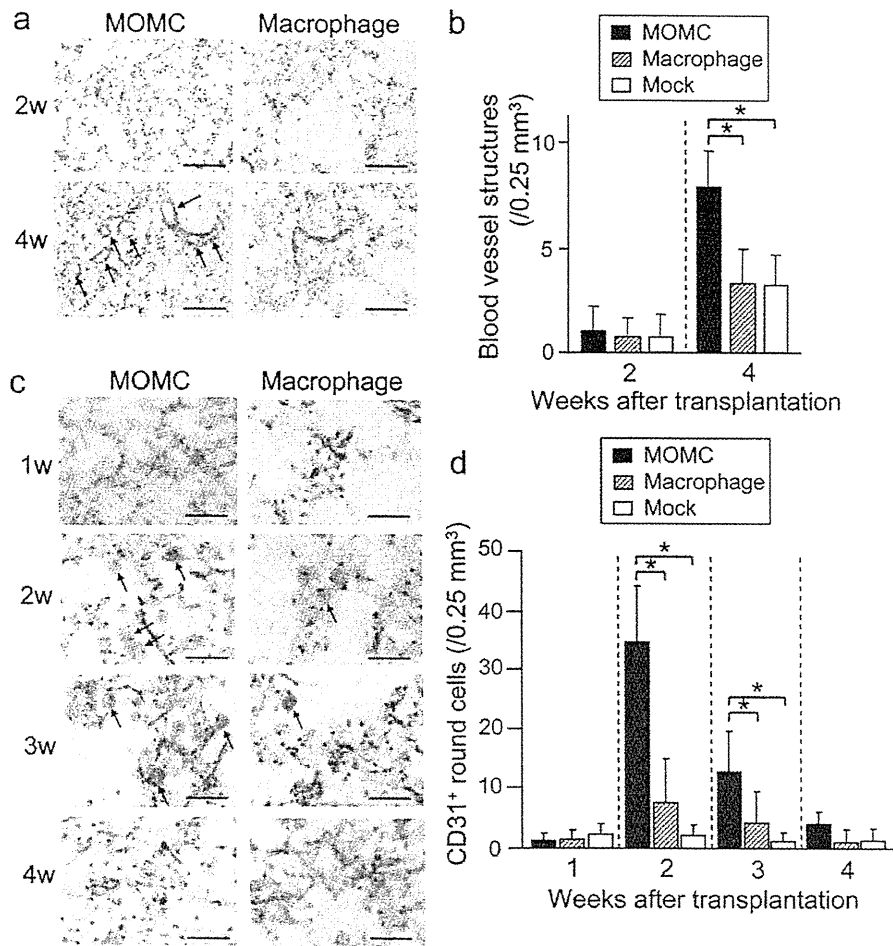 a
MOMC Macrophage
2w
4w
b
MOMC
Macrophage
Mock
Blood vessel structures
(/0.25 mm³)
10
5
0
*
*
2 4
Weeks after transplantation
c
MOMC Macrophage
1w
2w
3w
4w
d
MOMC
Macrophage
Mock
CD31⁺ round cells (/0.25 mm³)
50
40
30
20
10
0
*
*
*
*
1 2 3 4
Weeks after transplantation